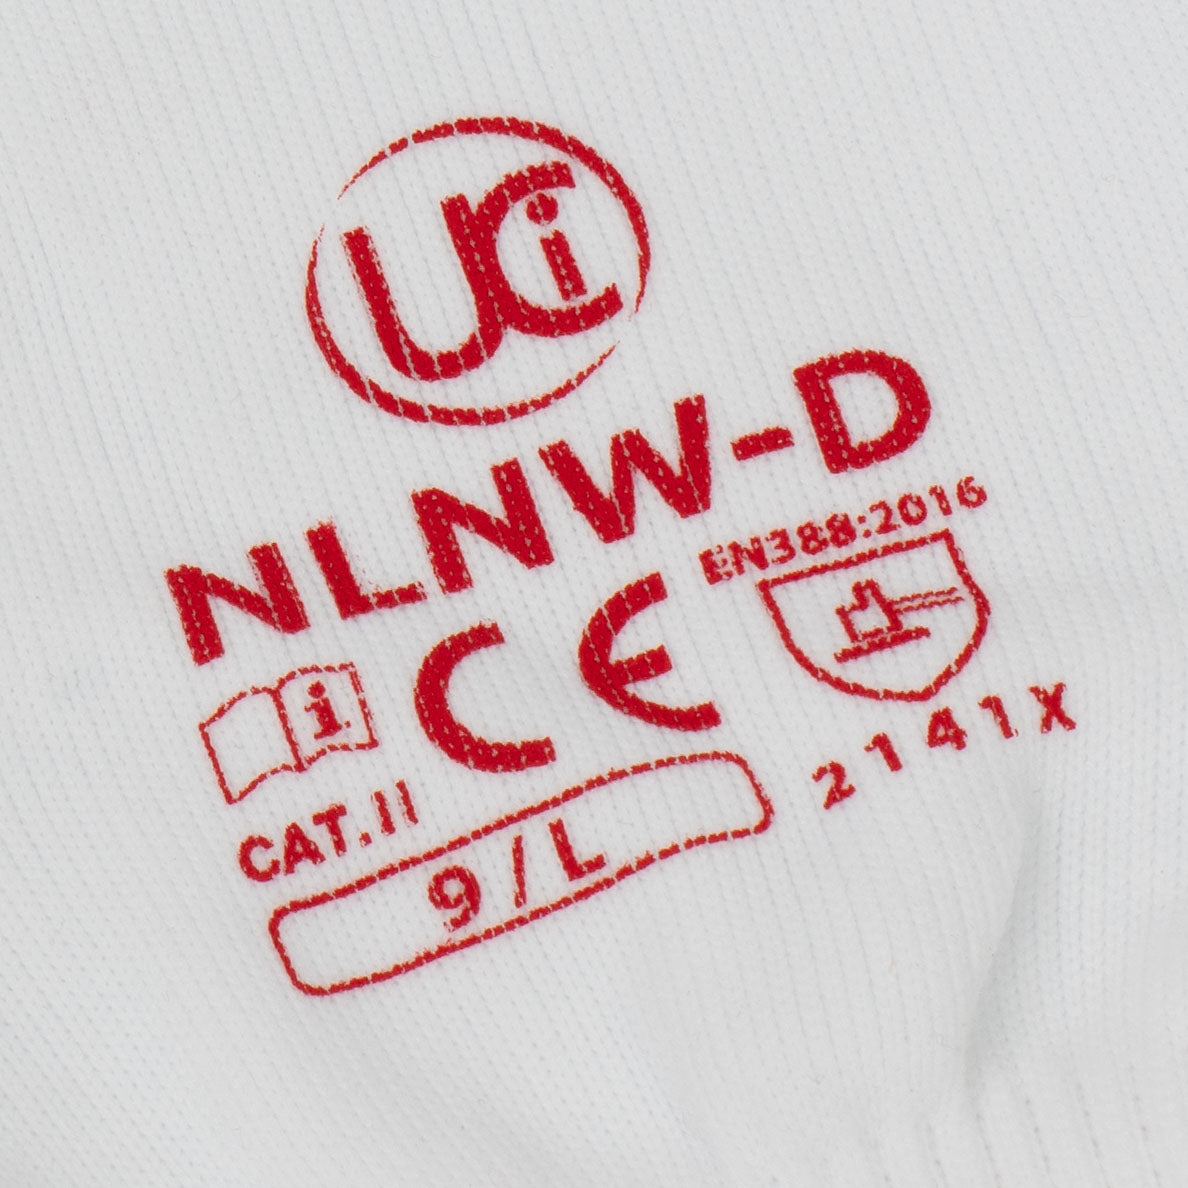 uci
NLNW-D
EN388:2016
i
CE
2141X
CAT.II
9/L